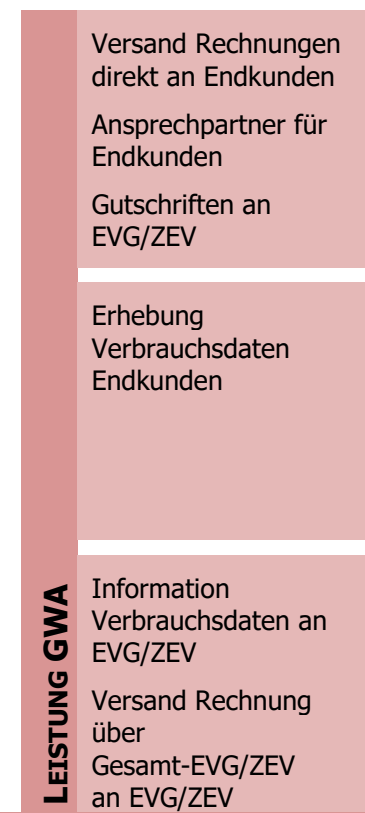 Versand Rechnungen
direkt an Endkunden
Ansprechpartner für
Endkunden
Gutschriften an
EVG/ZEV
Erhebung
Verbrauchsdaten
Endkunden
LEISTUNG GWA
Information
Verbrauchsdaten an
EVG/ZEV
Versand Rechnung
über
Gesamt-EVG/ZEV
an EVG/ZEV